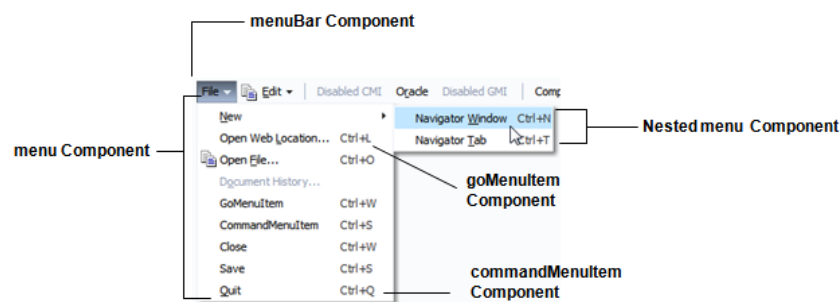 menuBar Component
File Edit Disabled CMI Oracle Disabled GMI Comp
New
Navigator Window Ctrl+N
Open Web Location... Ctrl+L
Navigator Tab Ctrl+T
Nested menu Component
menu Component
Open File... Ctrl+O
Document History...
goMenuItem
Component
GoMenuItem Ctrl+W
CommandMenuItem Ctrl+S
Close Ctrl+W
Save Ctrl+S
commandMenuItem
Component
Quit Ctrl+Q